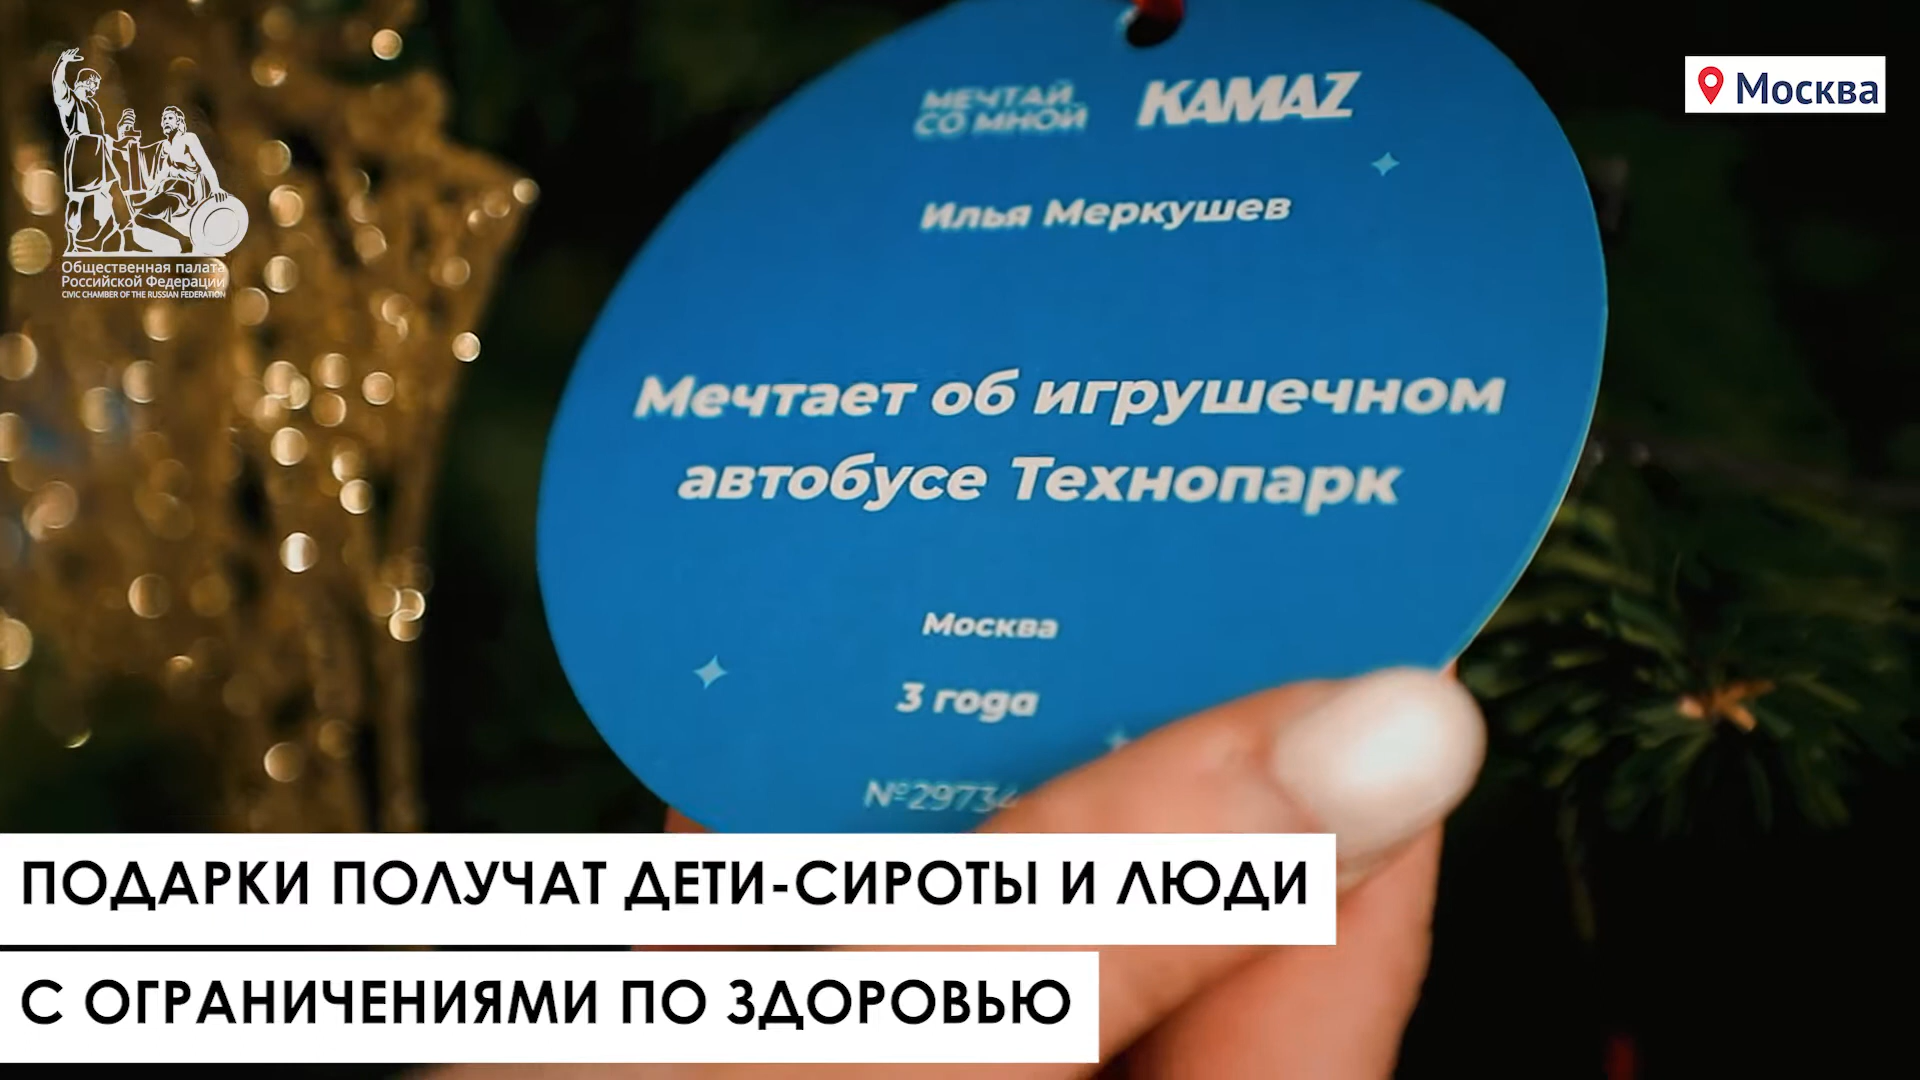 Общественная палата
Российской Федерации
CIVIC CHAMBER OF THE RUSSIAN FEDERATION
Москва
МЕЧТАЙ
СО МНОЙ
KAMAZ
Илья Меркушев
Мечтает об игрушечном
автобусе Технопарк
Москва
3 года
№29734
ПОДАРКИ ПОЛУЧАТ ДЕТИ-СИРОТЫ И ЛЮДИ
С ОГРАНИЧЕНИЯМИ ПО ЗДОРОВЬЮ